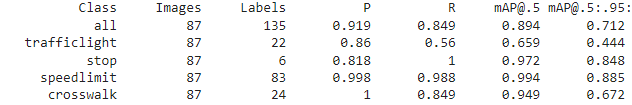 Class Images Labels P R mAP@.5 mAP@.5:.95:
all 87 135 0.919 0.849 0.894 0.712
trafficlight 87 22 0.86 0.56 0.659 0.444
stop 87 6 0.818 1 0.972 0.848
speedlimit 87 83 0.998 0.988 0.994 0.885
crosswalk 87 24 1 0.849 0.949 0.672